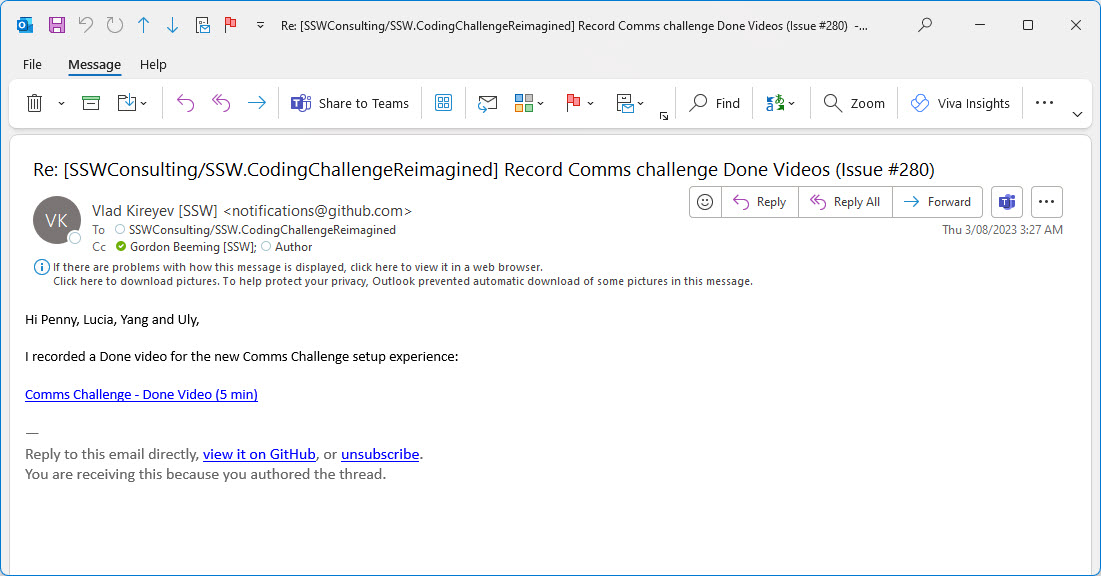 Re: [SSWConsulting/SSW.CodingChallengeReimagined] Record Comms challenge Done Videos (Issue #280) -...
File Message Help
Share to Teams Find Zoom Viva Insights
Re: [SSWConsulting/SSW.CodingChallengeReimagined] Record Comms challenge Done Videos (Issue #280)
VK
Vlad Kireyev [SSW] <notifications@github.com>
Reply Reply All Forward
To SSWConsulting/SSW.CodingChallengeReimagined
Thu 3/08/2023 3:27 AM
Cc Gordon Beeming [SSW]; Author
If there are problems with how this message is displayed, click here to view it in a web browser.
Click here to download pictures. To help protect your privacy, Outlook prevented automatic download of some pictures in this message.
Hi Penny, Lucia, Yang and Uly,
I recorded a Done video for the new Comms Challenge setup experience:
Comms Challenge - Done Video (5 min)
—
Reply to this email directly, view it on GitHub, or unsubscribe.
You are receiving this because you authored the thread.